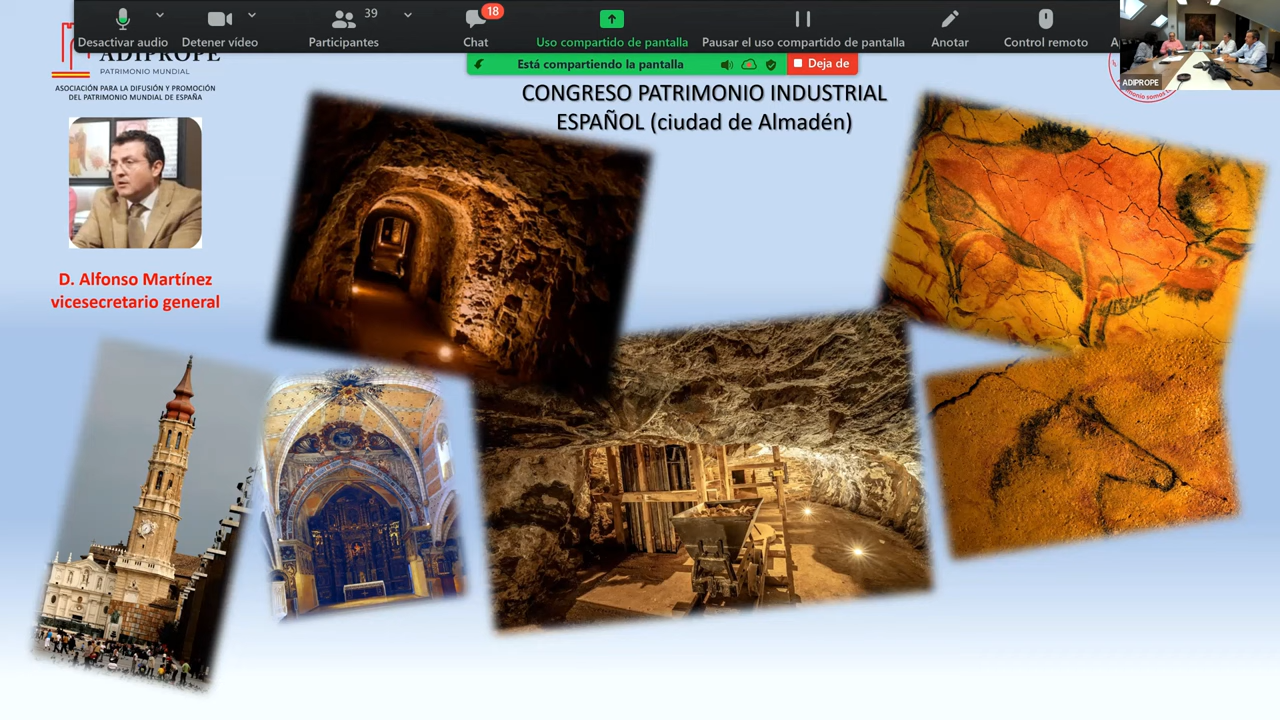 39
18
Desactivar audio
Detener vídeo
Participantes
Chat
Uso compartido de pantalla
Pausar el uso compartido de pantalla
Anotar
Control remoto
ADIPROPE
PATRIMONIO MUNDIAL
ASOCIACIÓN PARA LA DIFUSIÓN Y PROMOCIÓN
DEL PATRIMONIO MUNDIAL DE ESPAÑA
Está compartiendo la pantalla
Deja de
ADIPROPE
CONGRESO PATRIMONIO INDUSTRIAL
ESPAÑOL (ciudad de Almadén)
D. Alfonso Martínez
vicesecretario general